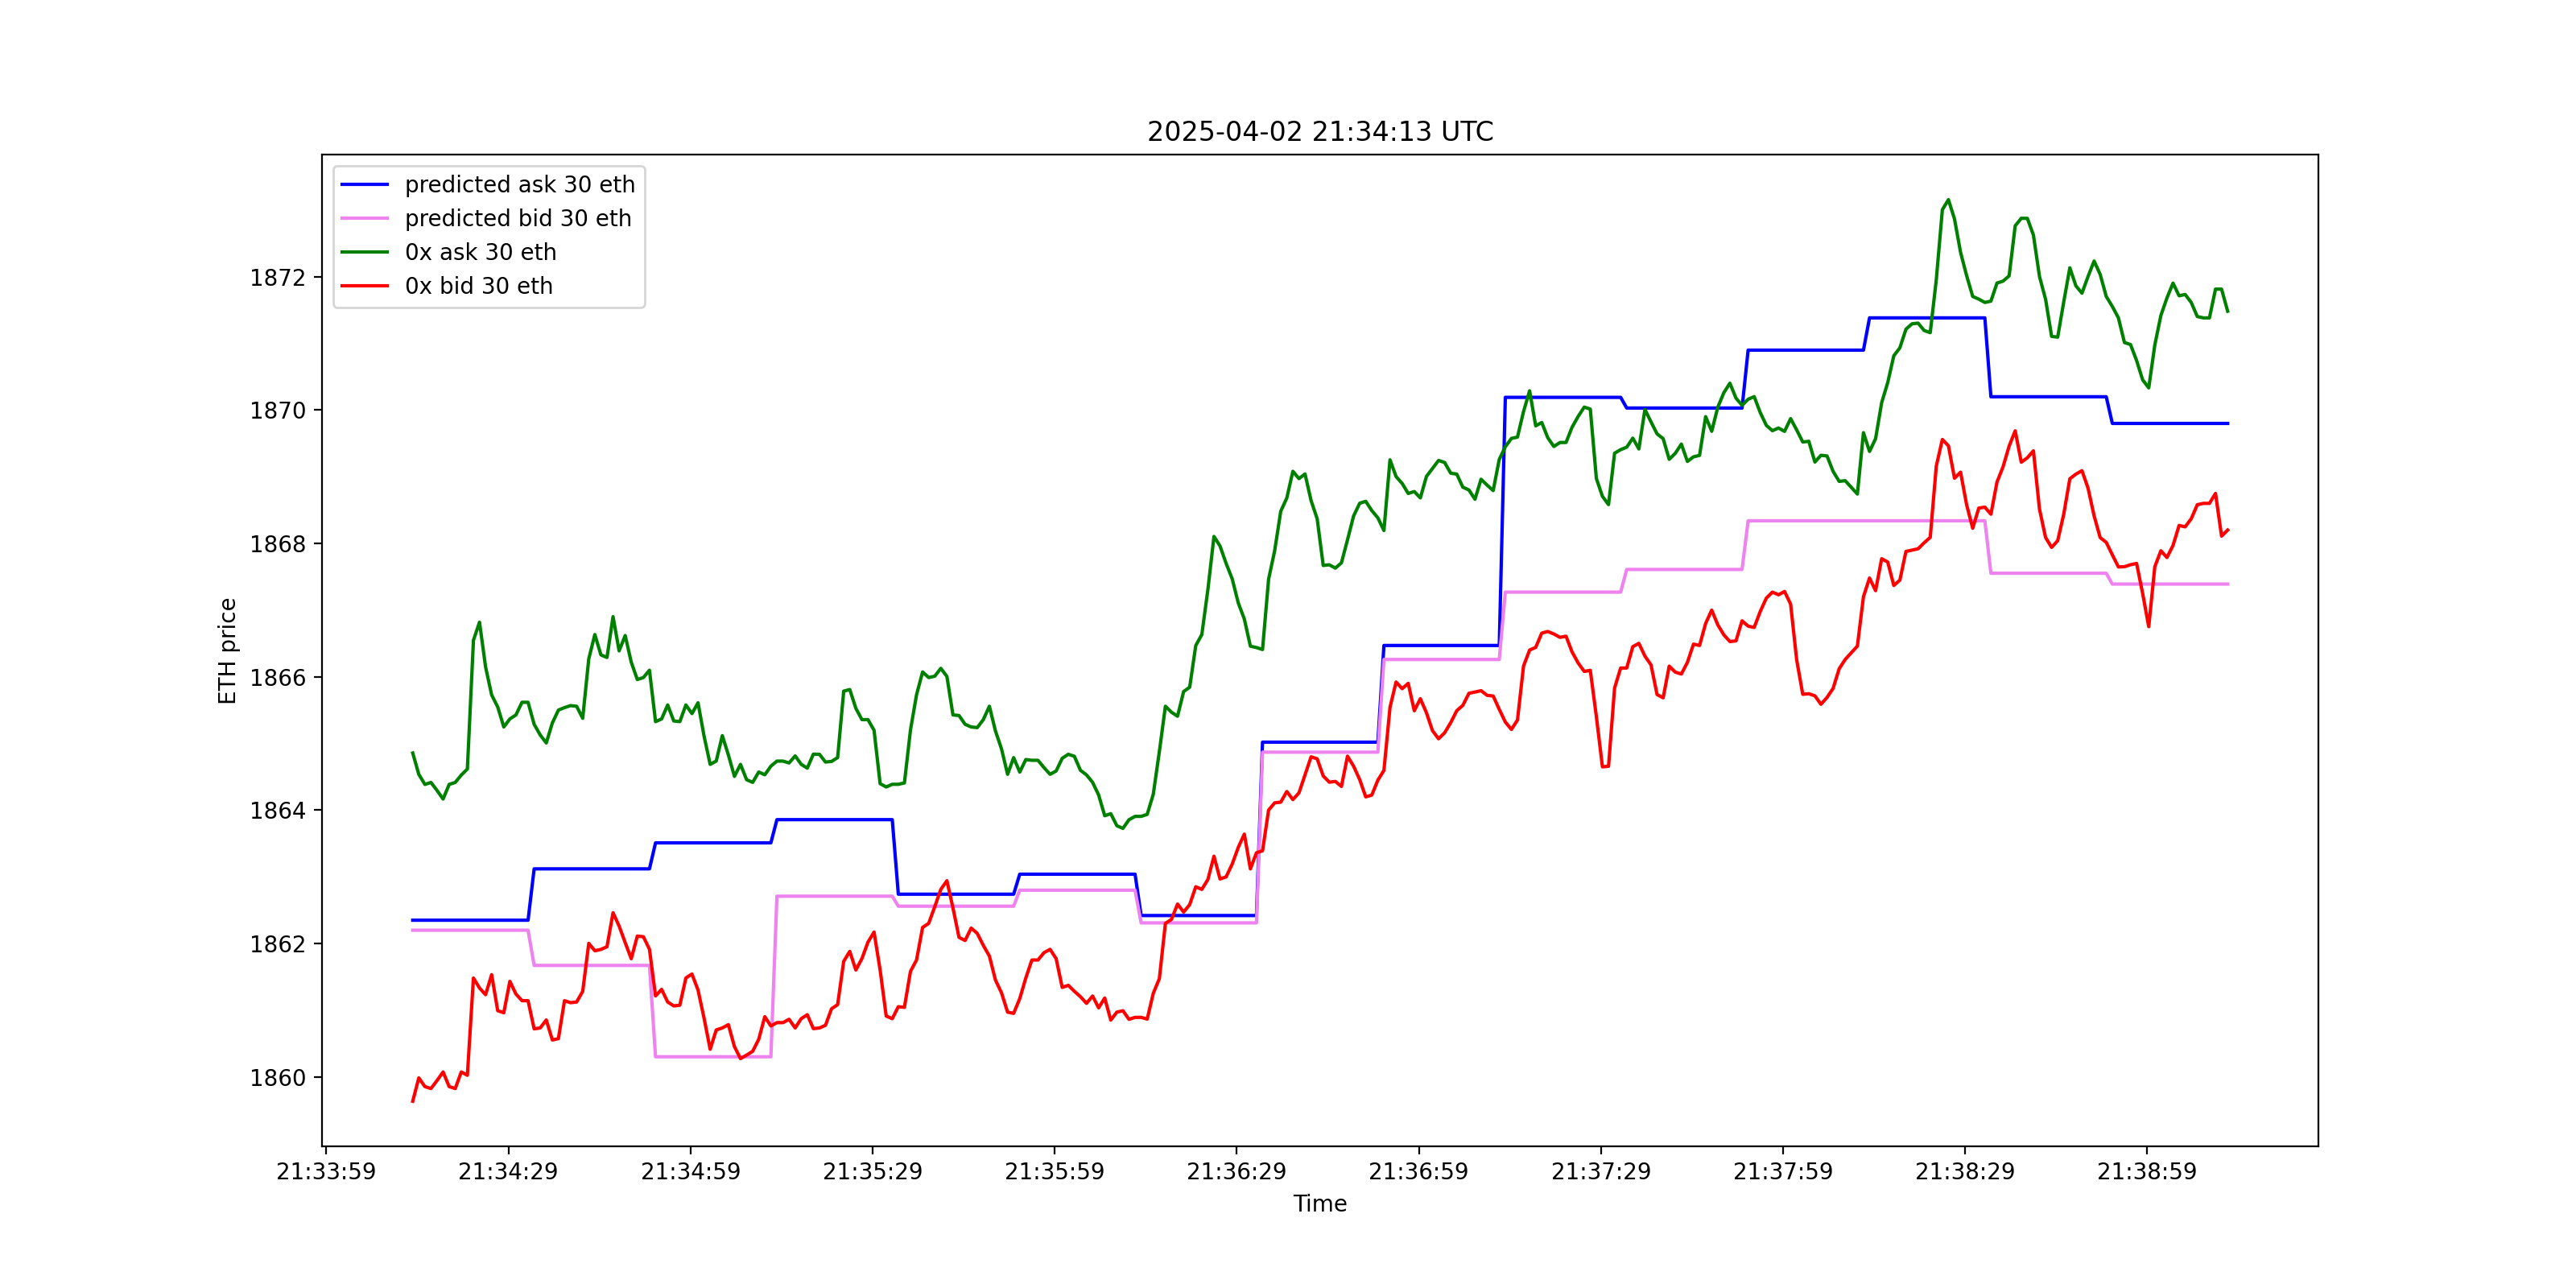 2025-04-02 21:34:13 UTC
predicted ask 30 eth
predicted bid 30 eth
0x ask 30 eth
0x bid 30 eth
1872
1870
1868
1866
1864
1862
1860
ETH price
21:33:59 21:34:29 21:34:59 21:35:29 21:35:59 21:36:29 21:36:59 21:37:29 21:37:59 21:38:29 21:38:59
Time